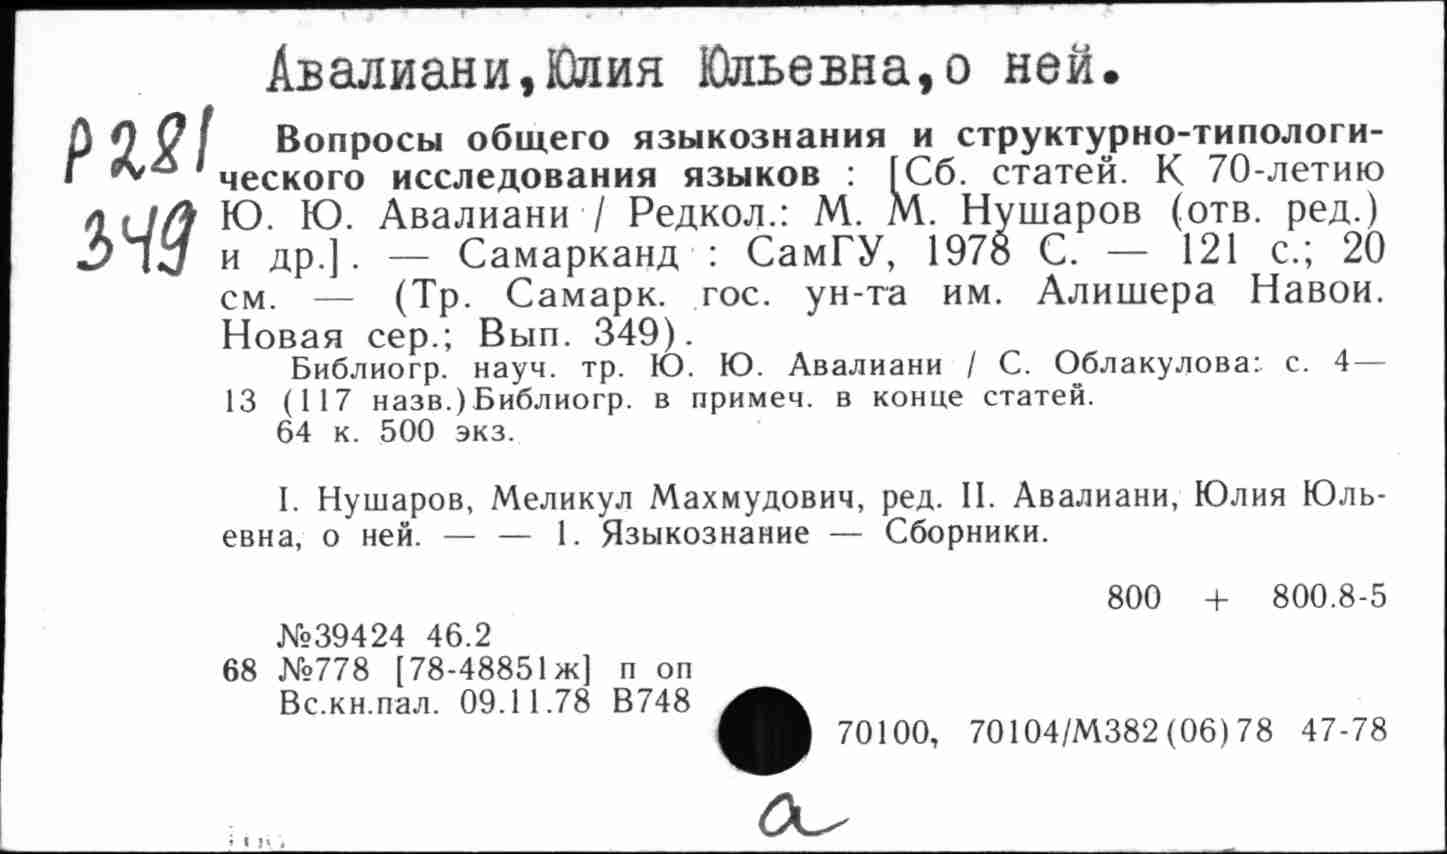 Авалиани,Юлия Юльевна,о ней.
Р281
349
Вопросы общего языкознания и структурно-типологи-
ческого исследования языков : [Сб. статей. К 70-летию
Ю. Ю. Авалиани / Редкол.: М. М. Нушаров (отв. ред.)
и др.]. — Самарканд : СамГУ, 1978 С. — 121 с.; 20
см. — (Тр. Самарк. гос. ун-та им. Алишера Навои.
Новая сер.; Вып. 349).
Библиогр. науч. тр. Ю. Ю. Авалиани / С. Облакулова: с. 4—
13 (117 назв.)Библиогр. в примеч. в конце статей.
64 к. 500 экз.
I. Нушаров, Меликул Махмудович, ред. II. Авалиани, Юлия Юль-
евна, о ней. — — 1. Языкознание — Сборники.
800 + 800.8-5
№39424 46.2
68 №778 [78-48851ж] п оп
Вс.кн.пал. 09.11.78 В748
70100, 70104/М382(06)78 47-78
а